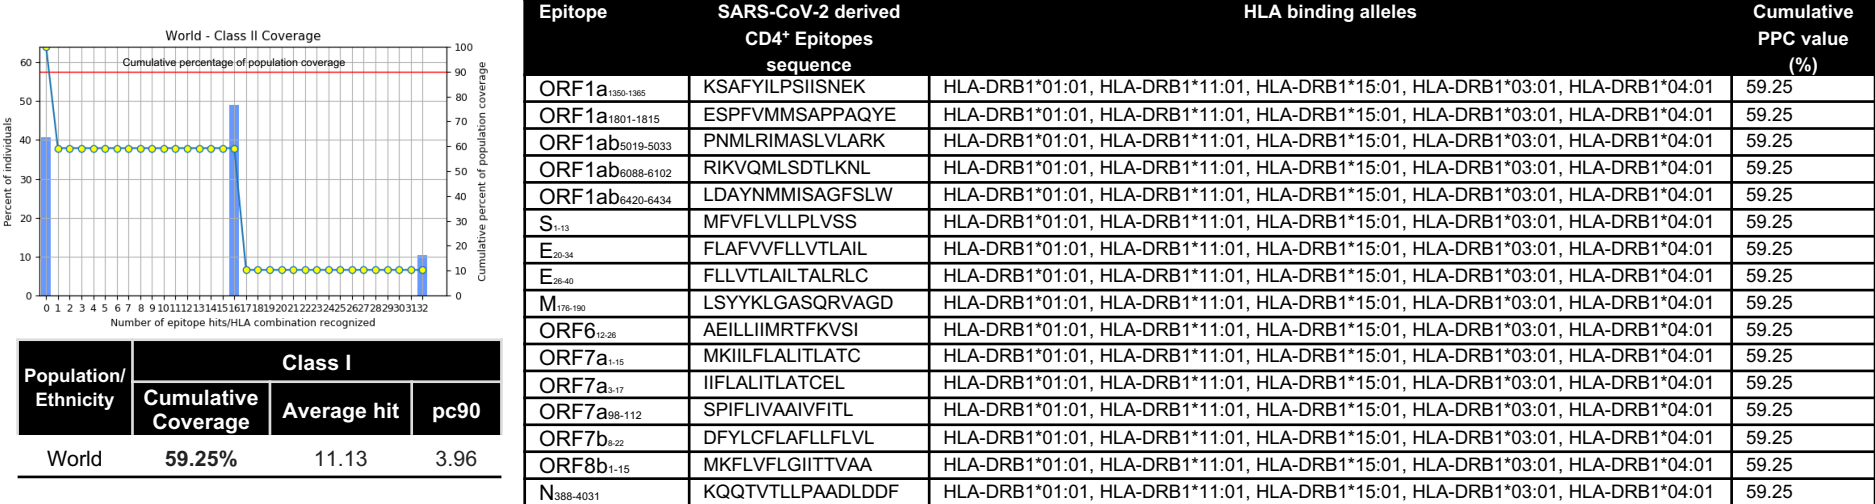 World - Class II Coverage
Cumulative percentage of population coverage
Percent of individuals
60
50
40
30
20
10
0
100
90
80
70
60
50
40
30
20
10
0
Cumulative percent of population coverage
0 1 2 3 4 5 6 7 8 9 10 11 12 13 14 15 16 17 18 19 20 21 22 23 24 25 26 27 28 29 30 31 32
Number of epitope hits/HLA combination recognized
Population/ Ethnicity
Class I
Cumulative Coverage
Average hit
pc90
World 59.25% 11.13 3.96
Epitope
SARS-CoV-2 derived CD4+ Epitopes sequence
HLA binding alleles
Cumulative PPC value (%)
ORF1a1350-1365 KSAFYILPSIISNEK HLA-DRB1*01:01, HLA-DRB1*11:01, HLA-DRB1*15:01, HLA-DRB1*03:01, HLA-DRB1*04:01 59.25
ORF1a1801-1815 ESPFVMMSAPPAQYE HLA-DRB1*01:01, HLA-DRB1*11:01, HLA-DRB1*15:01, HLA-DRB1*03:01, HLA-DRB1*04:01 59.25
ORF1ab5019-5033 PNMLRIMASLVLARK HLA-DRB1*01:01, HLA-DRB1*11:01, HLA-DRB1*15:01, HLA-DRB1*03:01, HLA-DRB1*04:01 59.25
ORF1ab6088-6102 RIKVQMLSDTLKNL HLA-DRB1*01:01, HLA-DRB1*11:01, HLA-DRB1*15:01, HLA-DRB1*03:01, HLA-DRB1*04:01 59.25
ORF1ab6420-6434 LDAYNMMISAGFSLW HLA-DRB1*01:01, HLA-DRB1*11:01, HLA-DRB1*15:01, HLA-DRB1*03:01, HLA-DRB1*04:01 59.25
S1-13 MFVFLVLLPLVSS HLA-DRB1*01:01, HLA-DRB1*11:01, HLA-DRB1*15:01, HLA-DRB1*03:01, HLA-DRB1*04:01 59.25
E20-34 FLAFVVFLLVTLAIL HLA-DRB1*01:01, HLA-DRB1*11:01, HLA-DRB1*15:01, HLA-DRB1*03:01, HLA-DRB1*04:01 59.25
E26-40 FLLVTLAILTALRLC HLA-DRB1*01:01, HLA-DRB1*11:01, HLA-DRB1*15:01, HLA-DRB1*03:01, HLA-DRB1*04:01 59.25
M176-190 LSYYKLGASQRVAGD HLA-DRB1*01:01, HLA-DRB1*11:01, HLA-DRB1*15:01, HLA-DRB1*03:01, HLA-DRB1*04:01 59.25
ORF612-26 AEILLIIMRTFKVSI HLA-DRB1*01:01, HLA-DRB1*11:01, HLA-DRB1*15:01, HLA-DRB1*03:01, HLA-DRB1*04:01 59.25
ORF7a1-15 MKIILFLALITLATC HLA-DRB1*01:01, HLA-DRB1*11:01, HLA-DRB1*15:01, HLA-DRB1*03:01, HLA-DRB1*04:01 59.25
ORF7a3-17 IIFLALITLATCEL HLA-DRB1*01:01, HLA-DRB1*11:01, HLA-DRB1*15:01, HLA-DRB1*03:01, HLA-DRB1*04:01 59.25
ORF7a98-112 SPIFLIVAAIVFITL HLA-DRB1*01:01, HLA-DRB1*11:01, HLA-DRB1*15:01, HLA-DRB1*03:01, HLA-DRB1*04:01 59.25
ORF7b8-22 DFYLCFLAFLLFLVL HLA-DRB1*01:01, HLA-DRB1*11:01, HLA-DRB1*15:01, HLA-DRB1*03:01, HLA-DRB1*04:01 59.25
ORF8b1-15 MKFLVFLGIITTVAA HLA-DRB1*01:01, HLA-DRB1*11:01, HLA-DRB1*15:01, HLA-DRB1*03:01, HLA-DRB1*04:01 59.25
N388-4031 KQQTVTLLPAADLDDF HLA-DRB1*01:01, HLA-DRB1*11:01, HLA-DRB1*15:01, HLA-DRB1*03:01, HLA-DRB1*04:01 59.25